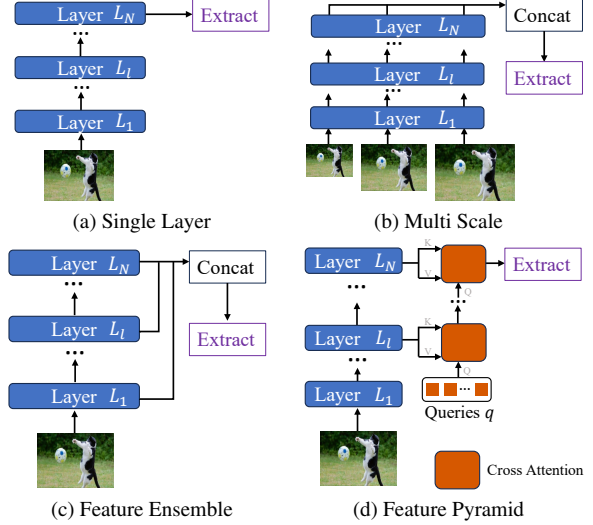 Layer L_N
Extract
...
Layer L_l
...
Layer L_1
(a) Single Layer
Concat
Layer L_N
...
Extract
Layer L_l
...
Layer L_1
(b) Multi Scale
Layer L_N
Concat
...
Layer L_l
Extract
...
Layer L_1
(c) Feature Ensemble
Layer L_N
K
V
Extract
Q
...
...
Layer L_l
K
V
...
Q
Layer L_1
...
Queries q
Cross Attention
(d) Feature Pyramid